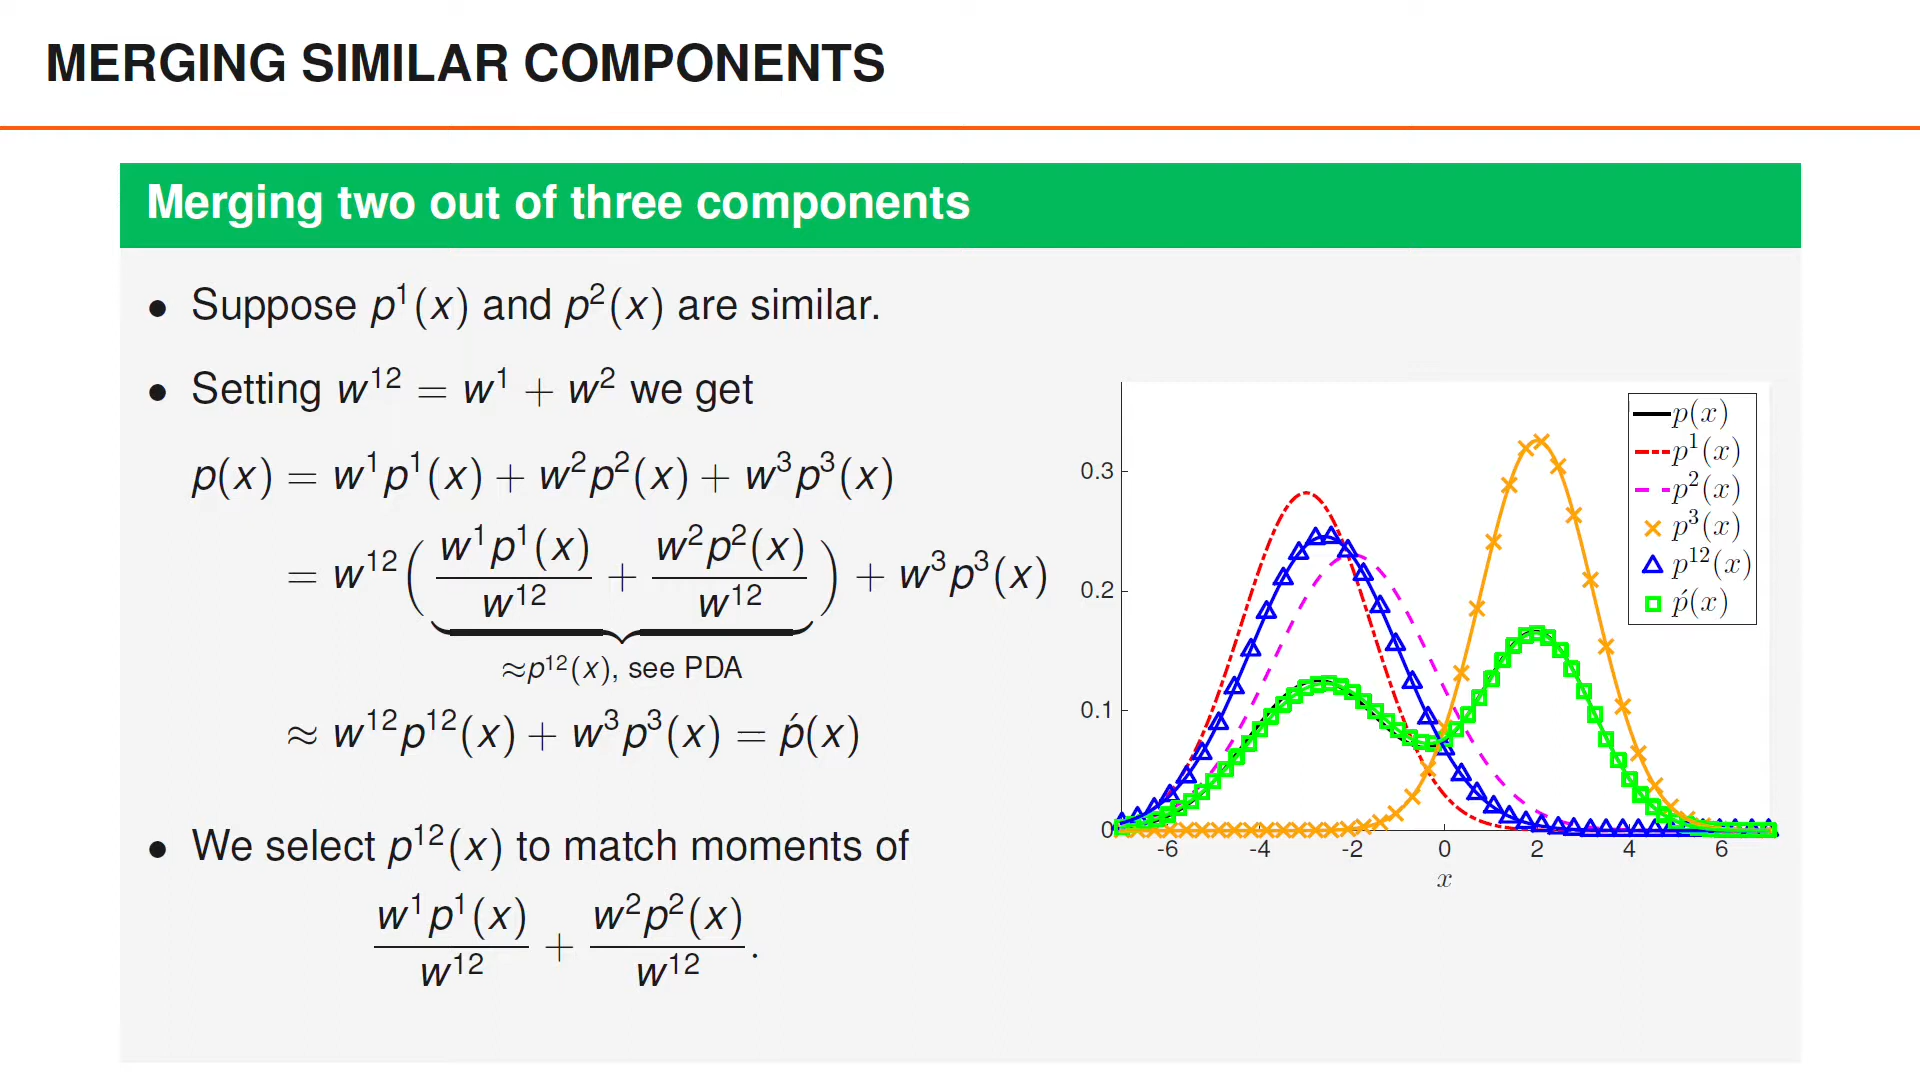 MERGING SIMILAR COMPONENTS
Merging two out of three components
• Suppose p¹(x) and p²(x) are similar.
• Setting w¹² = w¹ + w² we get
p(x) = w¹p¹(x) + w²p²(x) + w³p³(x)
= w¹² ( w¹p¹(x) / w¹² + w²p²(x) / w¹² ) + w³p³(x)
≈p¹²(x), see PDA
≈ w¹²p¹²(x) + w³p³(x) = ṕ(x)
• We select p¹²(x) to match moments of
w¹p¹(x) / w¹² + w²p²(x) / w¹².
0.3
0.2
0.1
0
-6 -4 -2 0 2 4 6
x
p(x)
p¹(x)
p²(x)
p³(x)
p¹²(x)
ṕ(x)